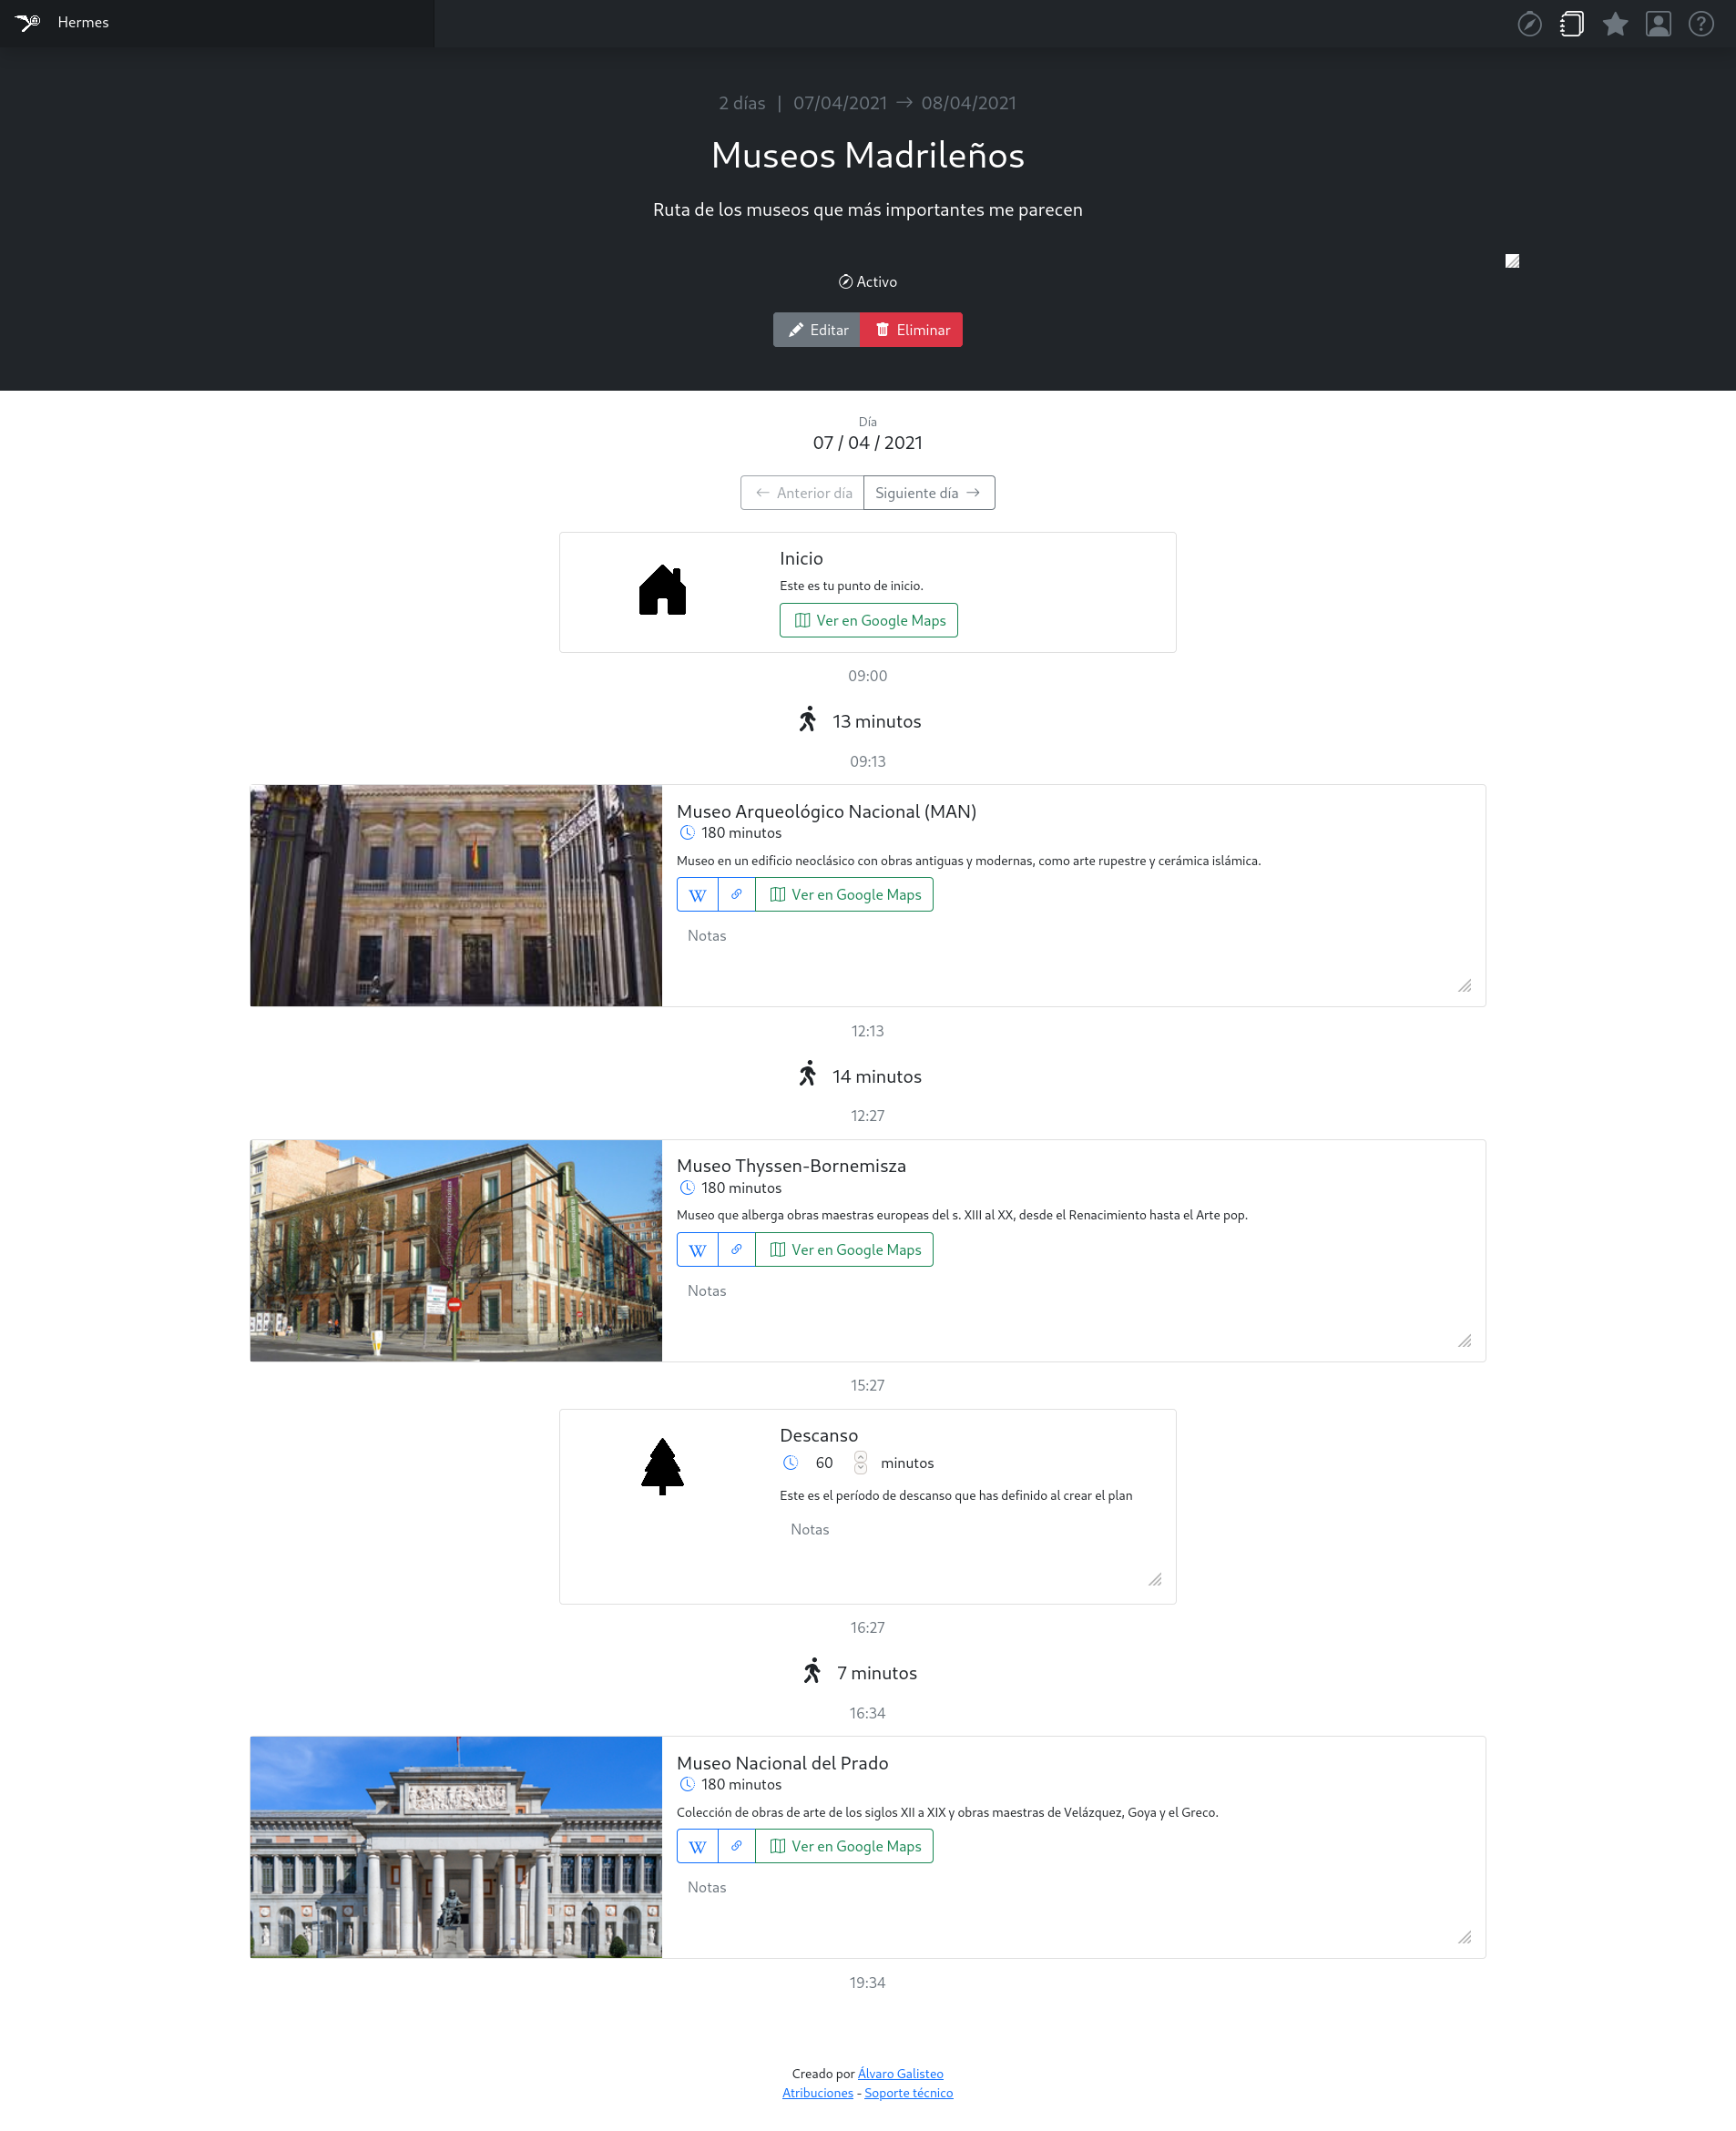 Hermes
2 días | 07/04/2021 → 08/04/2021
Museos Madrileños
Ruta de los museos que más importantes me parecen
Activo
Editar Eliminar
Día
07 / 04 / 2021
← Anterior día Siguiente día →
Inicio
Este es tu punto de inicio.
Ver en Google Maps
09:00
13 minutos
09:13
Museo Arqueológico Nacional (MAN)
180 minutos
Museo en un edificio neoclásico con obras antiguas y modernas, como arte rupestre y cerámica islámica.
W Ver en Google Maps
Notas
12:13
14 minutos
12:27
Museo Thyssen-Bornemisza
180 minutos
Museo que alberga obras maestras europeas del s. XIII al XX, desde el Renacimiento hasta el Arte pop.
W Ver en Google Maps
Notas
15:27
Descanso
60 minutos
Este es el período de descanso que has definido al crear el plan
Notas
16:27
7 minutos
16:34
Museo Nacional del Prado
180 minutos
Colección de obras de arte de los siglos XII a XIX y obras maestras de Velázquez, Goya y el Greco.
W Ver en Google Maps
Notas
19:34
Creado por Álvaro Galisteo
Atribuciones - Soporte técnico